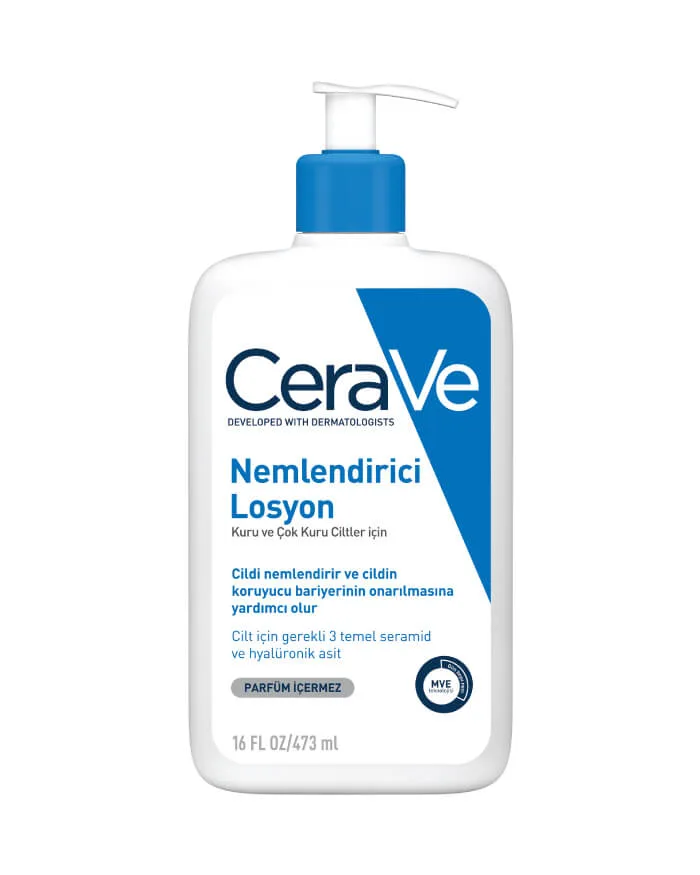 CeraVe
DEVELOPED WITH DERMATOLOGISTS
Nemlendirici
Losyon
Kuru ve Çok Kuru Ciltler için
Cildi nemlendirir ve cildin
koruyucu bariyerinin onarılmasına
yardımcı olur
Cilt için gerekli 3 temel seramid
ve hyalüronik asit
PARFÜM İÇERMEZ
MVE
teknolojisi
16 FL OZ/473 ml